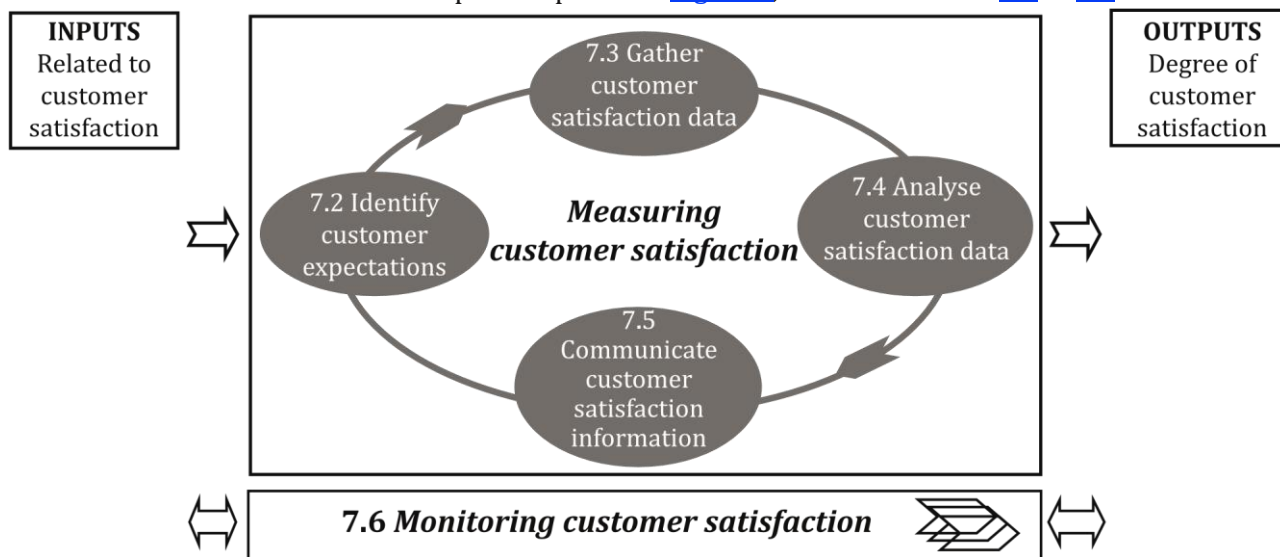 INPUTS
Related to
customer
satisfaction
7.3 Gather
customer
satisfaction data
OUTPUTS
Degree of
customer
satisfaction
7.2 Identify
customer
expectations
Measuring
customer satisfaction
7.4 Analyse
customer
satisfaction data
7.5
Communicate
customer
satisfaction
information
7.6 Monitoring customer satisfaction